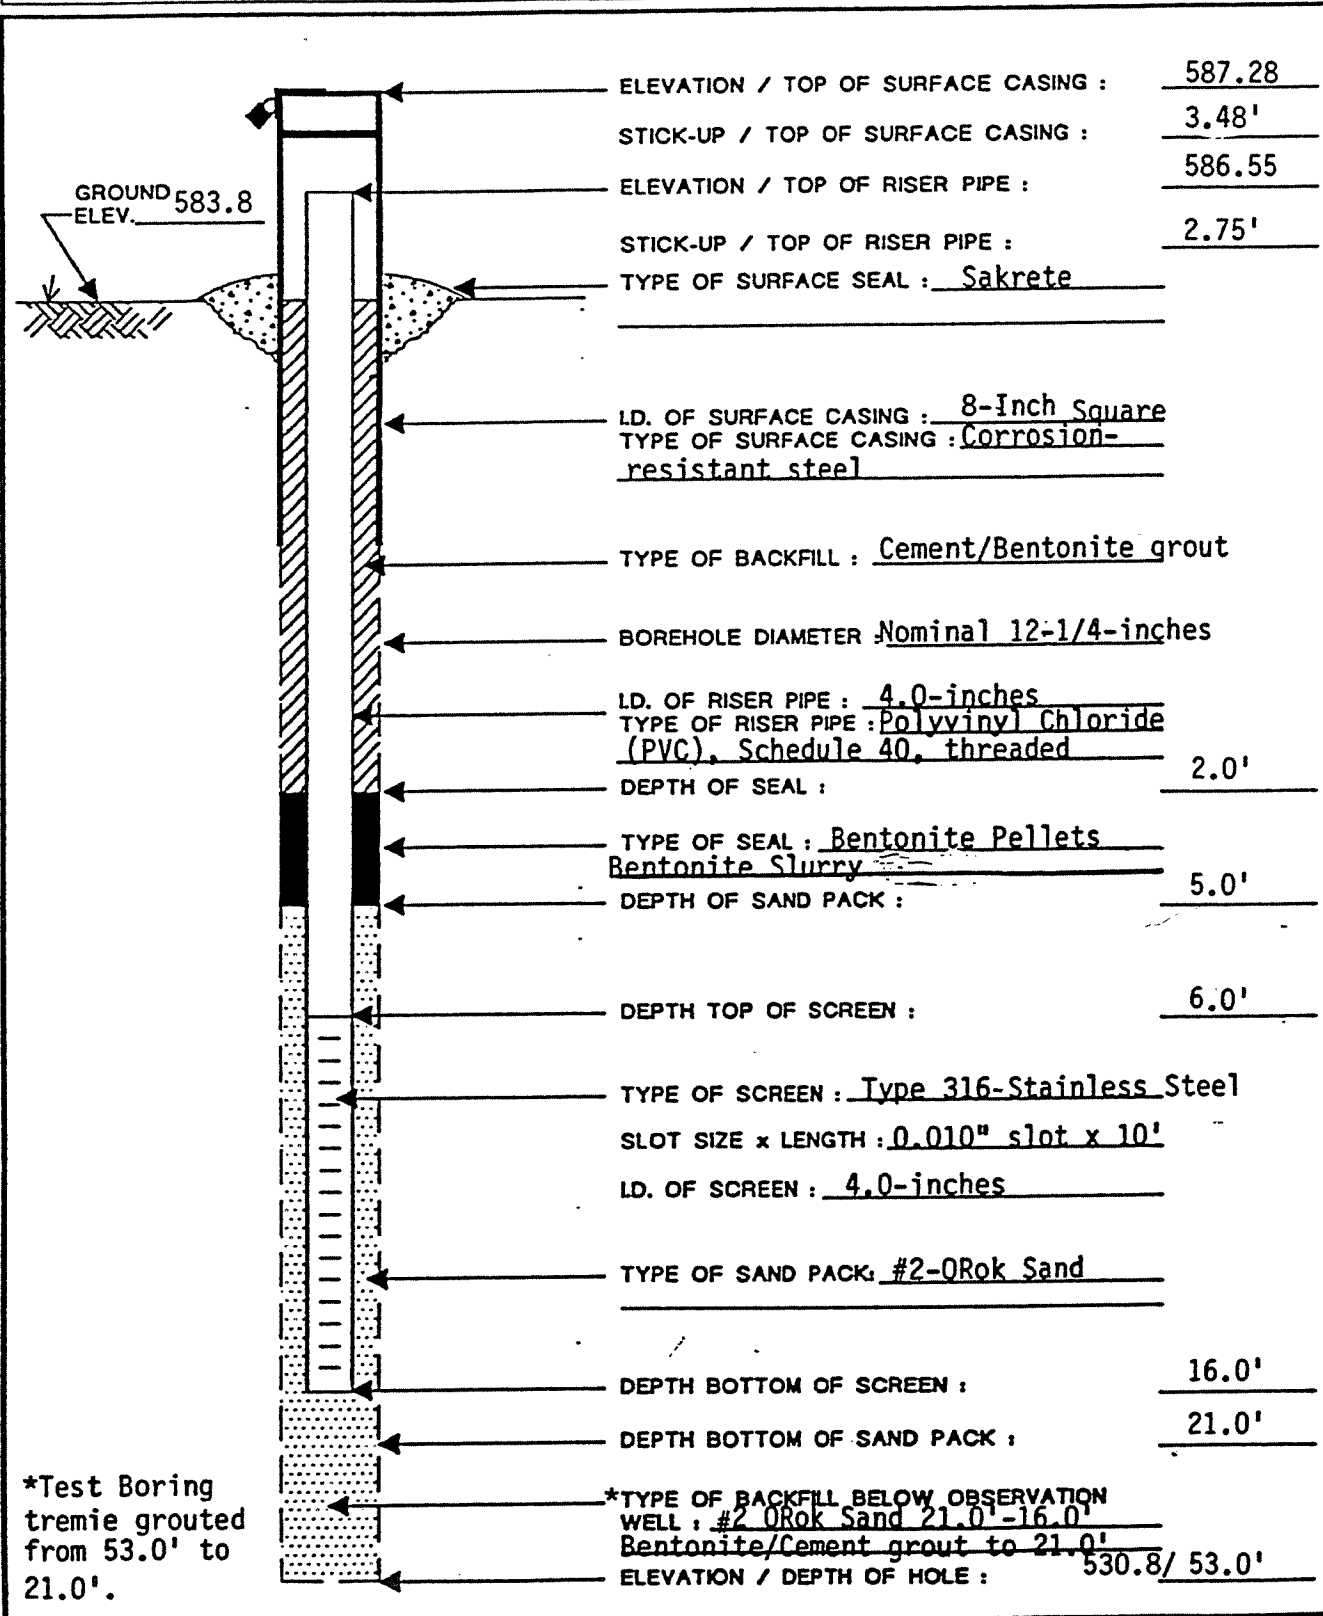 ELEVATION / TOP OF SURFACE CASING : 587.28
STICK-UP / TOP OF SURFACE CASING : 3.48'
ELEVATION / TOP OF RISER PIPE : 586.55
GROUND ELEV. 583.8
STICK-UP / TOP OF RISER PIPE : 2.75'
TYPE OF SURFACE SEAL : Sakrete
I.D. OF SURFACE CASING : 8-Inch Square
TYPE OF SURFACE CASING : Corrosion-
resistant steel
TYPE OF BACKFILL : Cement/Bentonite grout
BOREHOLE DIAMETER : Nominal 12-1/4-inches
I.D. OF RISER PIPE : 4.0-inches
TYPE OF RISER PIPE : Polyvinyl Chloride
(PVC), Schedule 40, threaded
DEPTH OF SEAL : 2.0'
TYPE OF SEAL : Bentonite Pellets
Bentonite Slurry
DEPTH OF SAND PACK : 5.0'
DEPTH TOP OF SCREEN : 6.0'
TYPE OF SCREEN : Type 316-Stainless Steel
SLOT SIZE x LENGTH : 0.010" slot x 10'
I.D. OF SCREEN : 4.0-inches
TYPE OF SAND PACK: #2-QRok Sand
DEPTH BOTTOM OF SCREEN : 16.0'
DEPTH BOTTOM OF SAND PACK : 21.0'
*TYPE OF BACKFILL BELOW OBSERVATION
WELL : #2 QRok Sand 21.0'-16.0'
Bentonite/Cement grout to 21.0'
ELEVATION / DEPTH OF HOLE : 530.8/ 53.0'
*Test Boring
tremie grouted
from 53.0' to
21.0'.